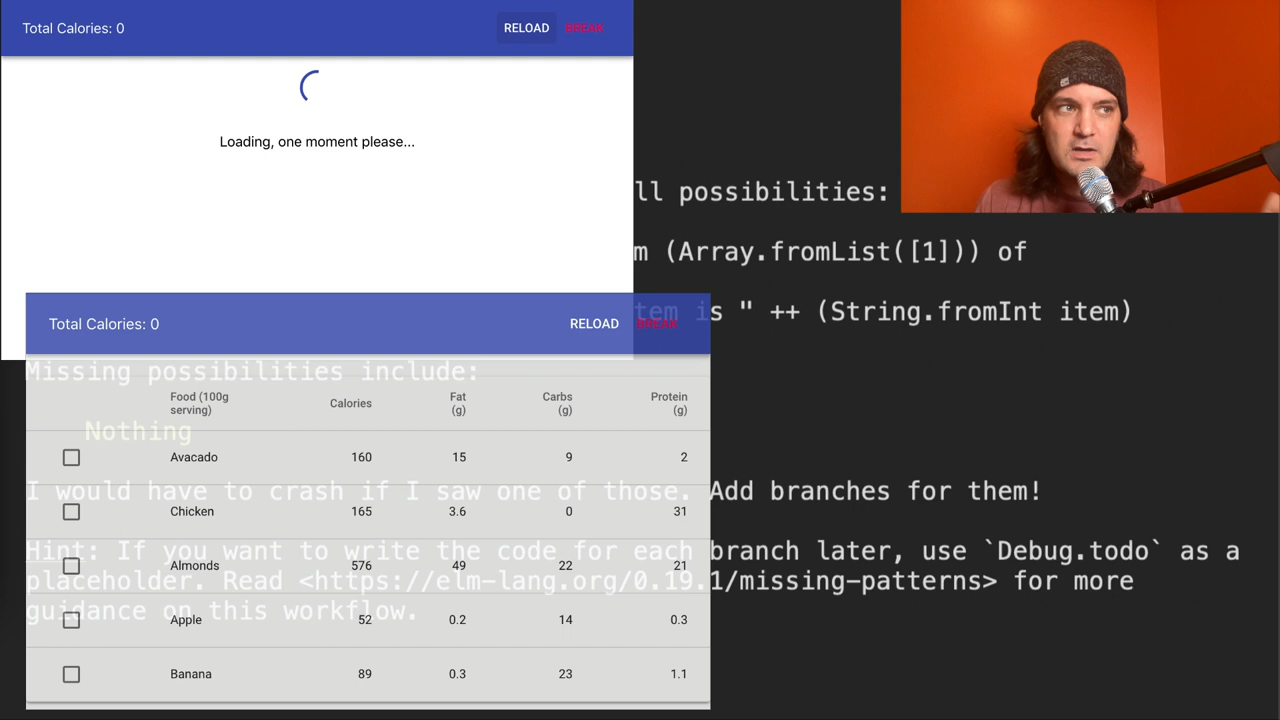 Total Calories: 0 RELOAD BREAK
Loading, one moment please...
ll possibilities:
m (Array.fromList([1])) of
tem is " ++ (String.fromInt item)
Total Calories: 0 RELOAD BREAK
Missing possibilities include:
Food (100g serving) Calories Fat (g) Carbs (g) Protein (g)
Nothing
Avacado 160 15 9 2
I would have to crash if I saw one of those. Add branches for them!
Chicken 165 3.6 0 31
Hint: If you want to write the code for each branch later, use `Debug.todo` as a
Almonds 576 49 22 21
placeholder. Read <https://elm-lang.org/0.19.1/missing-patterns> for more
guidance on this workflow.
Apple 52 0.2 14 0.3
Banana 89 0.3 23 1.1